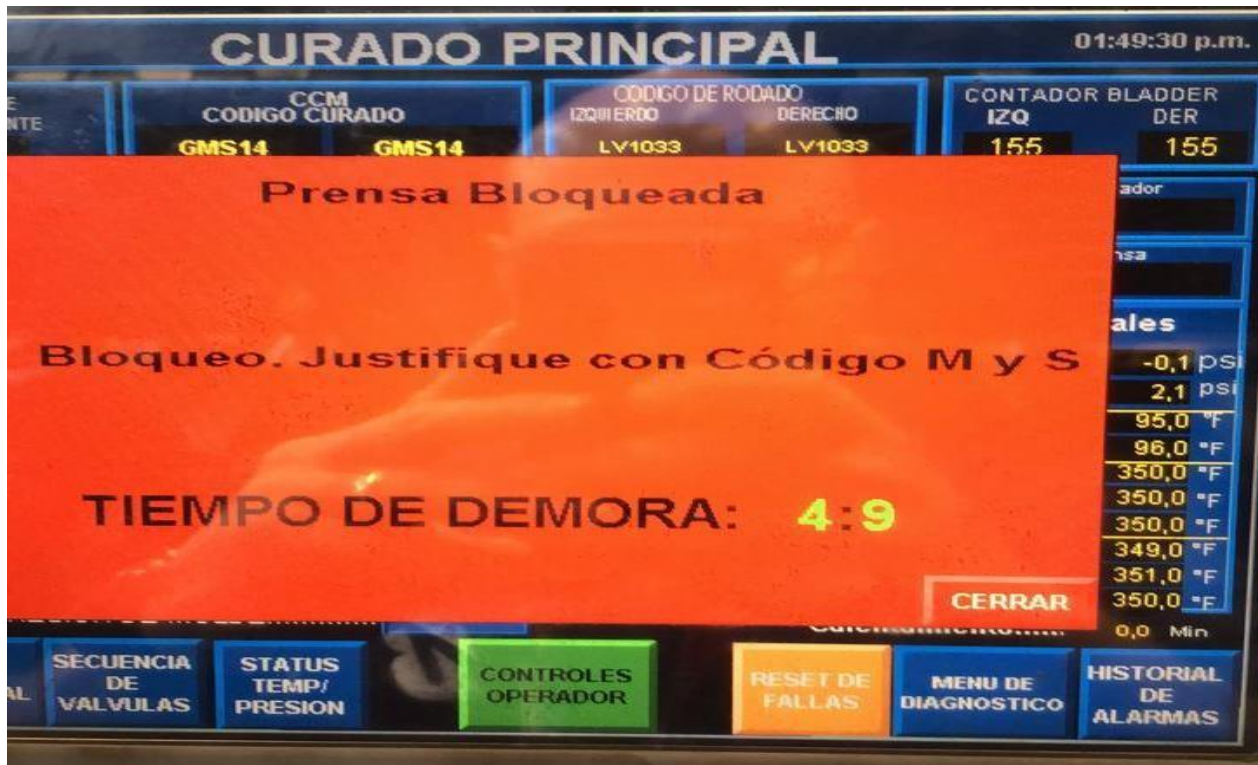 CURADO PRINCIPAL
01:49:30 p.m.
CCM
CODIGO CURADO
GMS14 GMS14
CODIGO DE RODADO
IZQUIERDO DERECHO
LV1033 LV1033
CONTADOR BLADDER
IZQ DER
155 155
Prensa Bloqueada
Bloqueo. Justifique con Código M y S
TIEMPO DE DEMORA: 4:9
CERRAR
-0,1 psi
2,1 psi
95,0 °F
96,0 °F
350,0 °F
350,0 °F
350,0 °F
349,0 °F
351,0 °F
350,0 °F
0,0 Min
SECUENCIA
DE
VALVULAS
STATUS
TEMP/
PRESION
CONTROLES
OPERADOR
RESET DE
FALLAS
MENU DE
DIAGNOSTICO
HISTORIAL
DE
ALARMAS